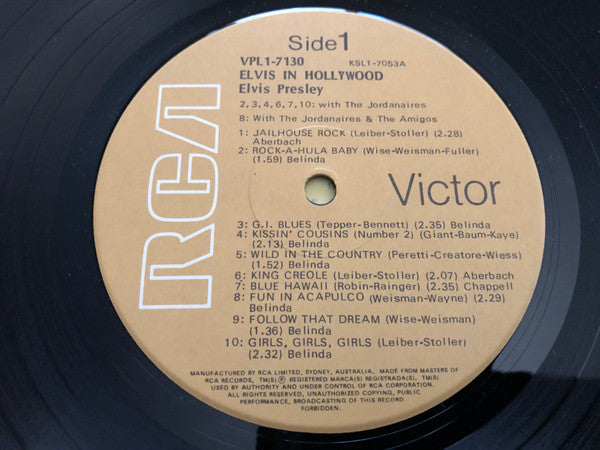 Side 1
VPL1-7130 KSL1-7053A
ELVIS IN HOLLYWOOD
Elvis Presley
2,3,4,6,7,10: with The Jordanaires
8: With The Jordanaires & The Amigos
1: JAILHOUSE ROCK (Leiber-Stoller) (2.28)
Aberbach
2: ROCK-A-HULA BABY (Wise-Weisman-Fuller)
(1.59) Belinda
RCA Victor
3: G.I. BLUES (Tepper-Bennett) (2.35) Belinda
4: KISSIN' COUSINS (Number 2) (Giant-Baum-Kaye)
(2.13) Belinda
5: WILD IN THE COUNTRY (Peretti-Creatore-Wiess)
(1.52) Belinda
6: KING CREOLE (Leiber-Stoller) (2.07) Aberbach
7: BLUE HAWAII (Robin-Rainger) (2.35) Chappell
8: FUN IN ACAPULCO (Weisman-Wayne) (2.29)
Belinda
9: FOLLOW THAT DREAM (Wise-Weisman)
(1.36) Belinda
10: GIRLS, GIRLS, GIRLS (Leiber-Stoller)
(2.32) Belinda
MANUFACTURED BY RCA LIMITED, SYDNEY, AUSTRALIA. MADE FROM MASTERS OF
RCA RECORDS, TM(S) ® REGISTERED MARCA(S) REGISTRADA(S). TM(S)
USED BY AUTHORITY AND UNDER CONTROL OF RCA CORPORATION.
ALL RIGHTS RESERVED, UNAUTHORIZED COPYING, PUBLIC
PERFORMANCE, BROADCASTING OF THIS RECORD
FORBIDDEN.